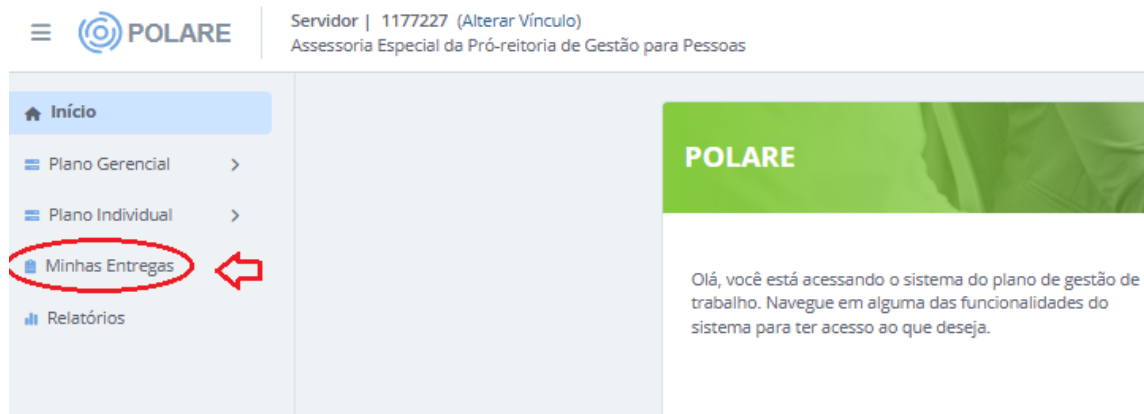 POLARE
Servidor | 1177227 (Alterar Vínculo)
Assessoria Especial da Pró-reitoria de Gestão para Pessoas
Início
Plano Gerencial
Plano Individual
Minhas Entregas
Relatórios
POLARE
Olá, você está acessando o sistema do plano de gestão de
trabalho. Navegue em alguma das funcionalidades do
sistema para ter acesso ao que deseja.